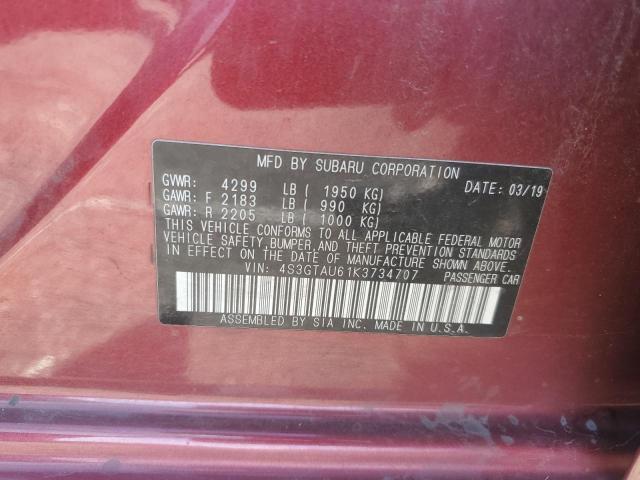 MFD BY SUBARU CORPORATION
GVWR: 4299 LB ( 1950 KG) DATE: 03/19
GAWR: F 2183 LB ( 990 KG)
GAWR: R 2205 LB ( 1000 KG)
THIS VEHICLE CONFORMS TO ALL APPLICABLE FEDERAL MOTOR
VEHICLE SAFETY, BUMPER, AND THEFT PREVENTION STANDARDS
IN EFFECT ON THE DATE OF MANUFACTURE SHOWN ABOVE.
VIN: 4S3GTAU61K3734707 PASSENGER CAR
ASSEMBLED BY SIA INC. MADE IN U.S.A.